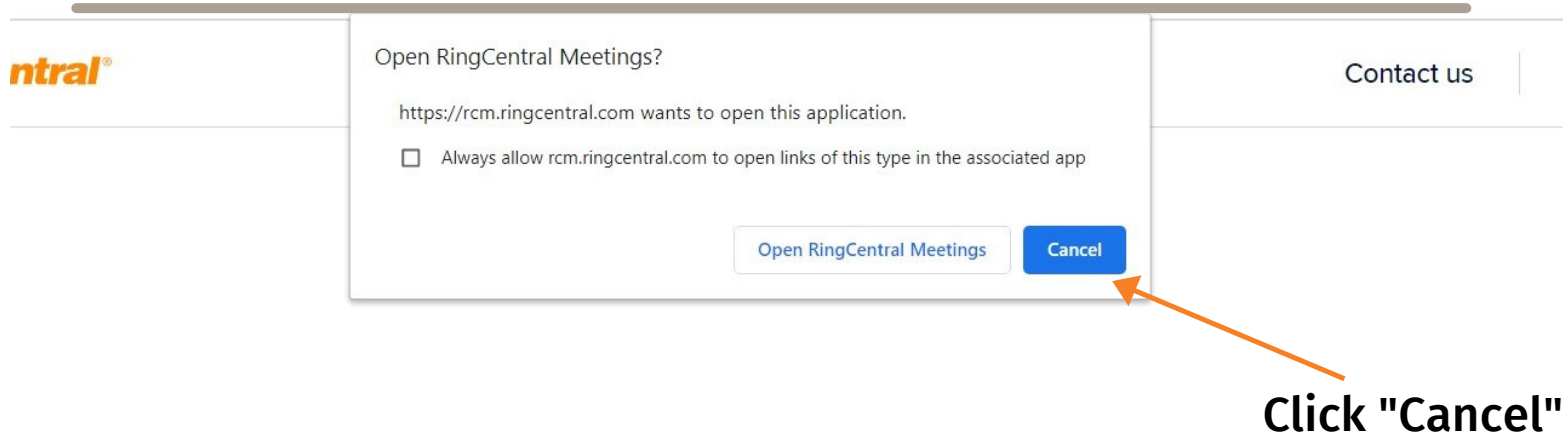 ntral®
Open RingCentral Meetings?
Contact us
https://rcm.ringcentral.com wants to open this application.
Always allow rcm.ringcentral.com to open links of this type in the associated app
Open RingCentral Meetings
Cancel
Click "Cancel"